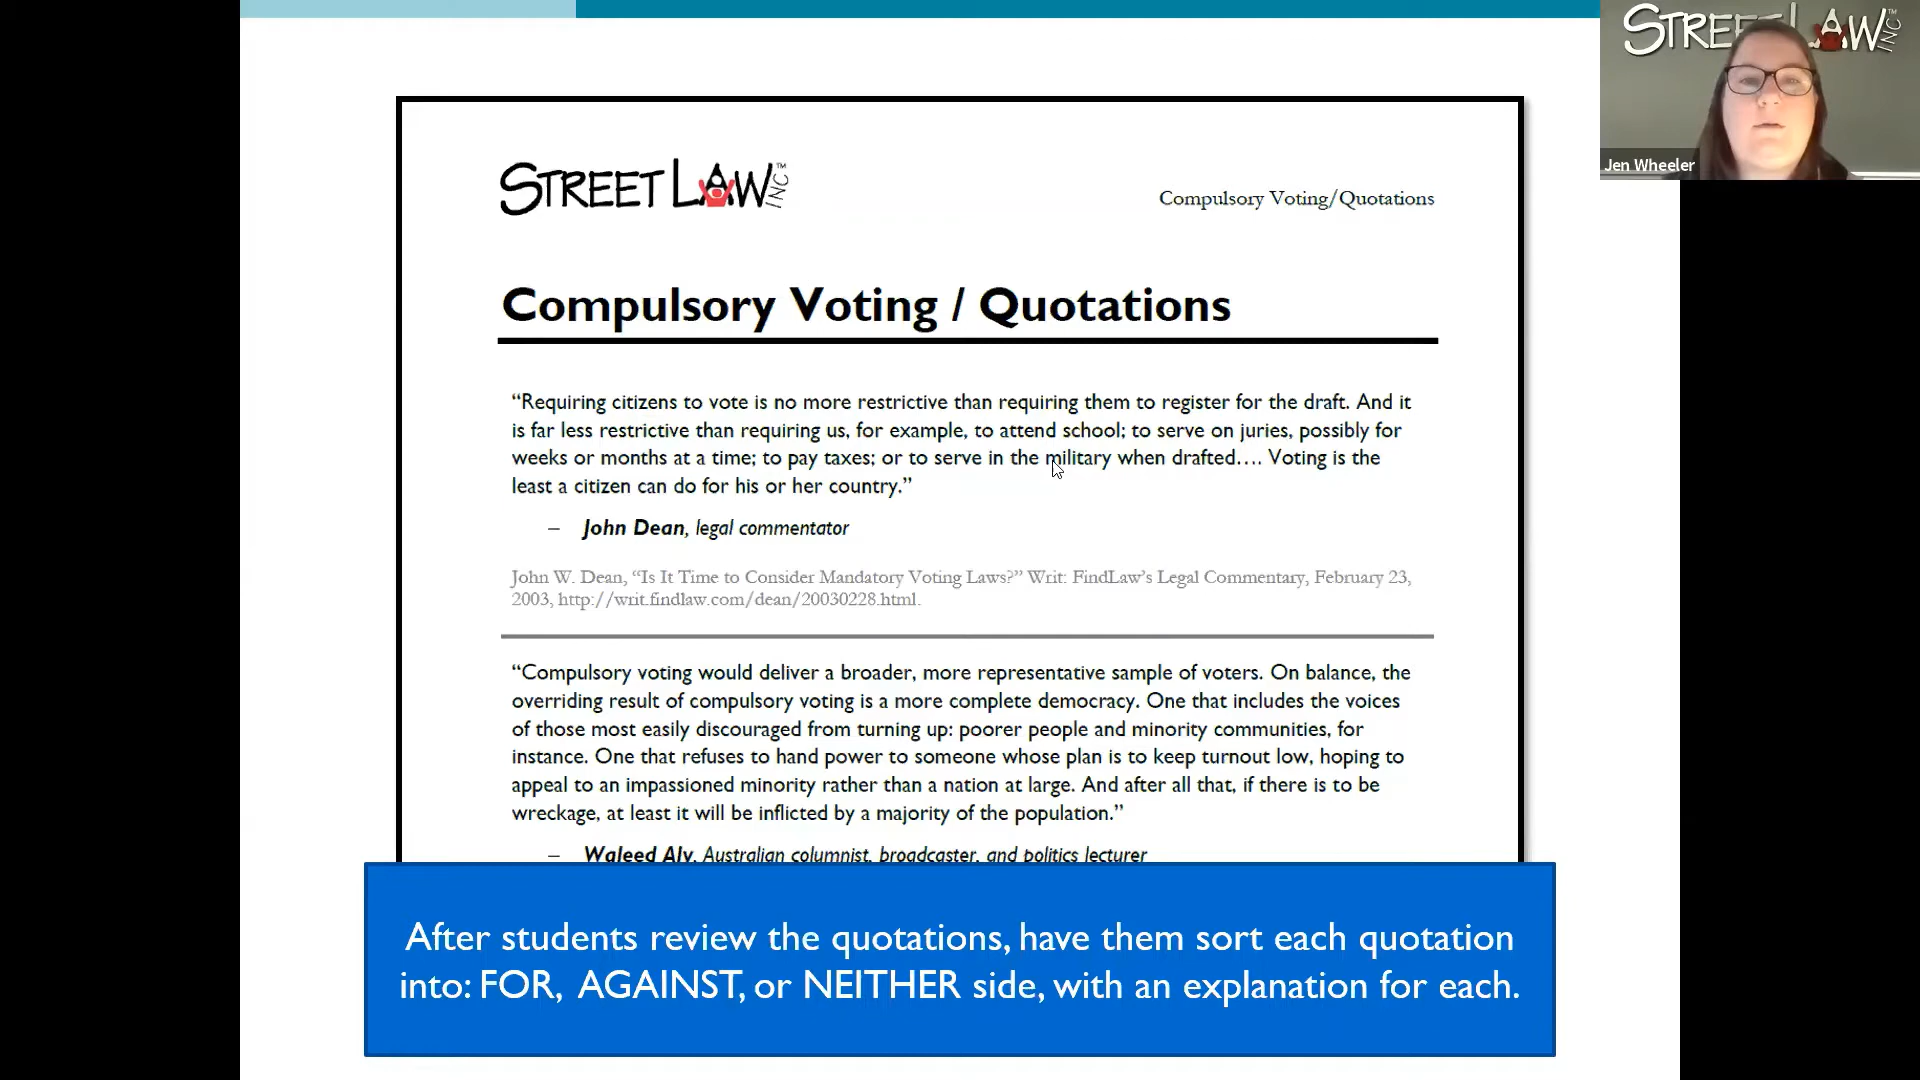 STREET LAW INC™
Jen Wheeler
STREET LAW INC™
Compulsory Voting/Quotations
Compulsory Voting / Quotations
“Requiring citizens to vote is no more restrictive than requiring them to register for the draft. And it
is far less restrictive than requiring us, for example, to attend school; to serve on juries, possibly for
weeks or months at a time; to pay taxes; or to serve in the military when drafted…. Voting is the
least a citizen can do for his or her country.”
– John Dean, legal commentator
John W. Dean, “Is It Time to Consider Mandatory Voting Laws?” Writ: FindLaw’s Legal Commentary, February 23,
2003, http://writ.findlaw.com/dean/20030228.html.
“Compulsory voting would deliver a broader, more representative sample of voters. On balance, the
overriding result of compulsory voting is a more complete democracy. One that includes the voices
of those most easily discouraged from turning up: poorer people and minority communities, for
instance. One that refuses to hand power to someone whose plan is to keep turnout low, hoping to
appeal to an impassioned minority rather than a nation at large. And after all that, if there is to be
wreckage, at least it will be inflicted by a majority of the population.”
– Waleed Aly, Australian columnist, broadcaster, and politics lecturer
After students review the quotations, have them sort each quotation
into: FOR, AGAINST, or NEITHER side, with an explanation for each.